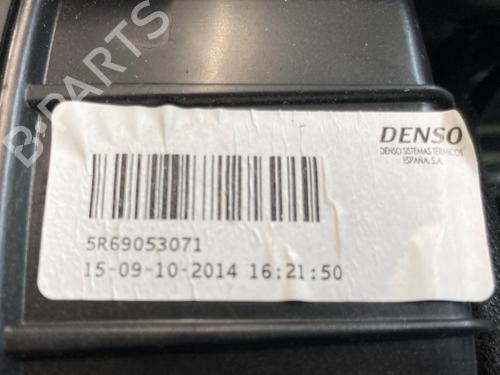 B-PARTS
DENSO
DENSO SISTEMAS TERMICOS
ESPAÑA, S.A.
5R69053071
15-09-10-2014 16:21:50